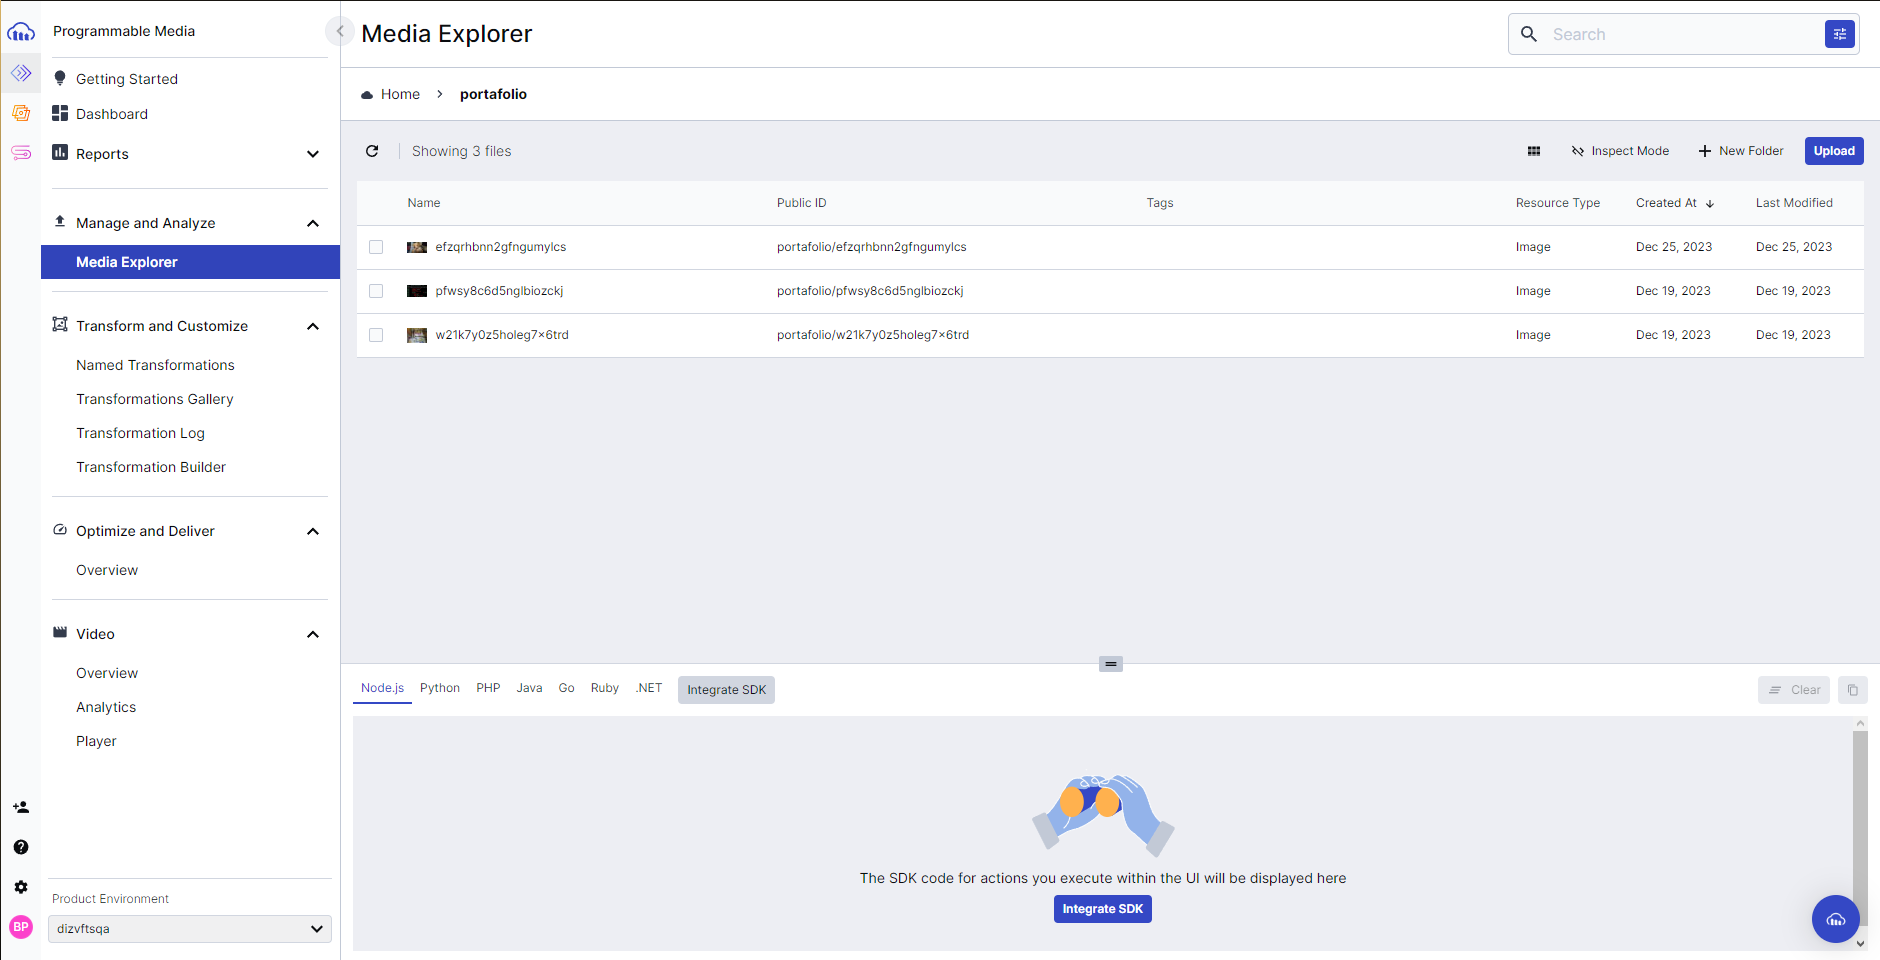 Programmable Media
Getting Started
Dashboard
Reports
Manage and Analyze
Media Explorer
Transform and Customize
Named Transformations
Transformations Gallery
Transformation Log
Transformation Builder
Optimize and Deliver
Overview
Video
Overview
Analytics
Player
BP
Product Environment
dizvftsqa
Media Explorer
Search
Home > portafolio
Showing 3 files
Inspect Mode
New Folder
Upload
Name Public ID Tags Resource Type Created At Last Modified
efzqrhbnn2gfngumylcs portafolio/efzqrhbnn2gfngumylcs Image Dec 25, 2023 Dec 25, 2023
pfwsy8c6d5nglbiozckj portafolio/pfwsy8c6d5nglbiozckj Image Dec 19, 2023 Dec 19, 2023
w21k7y0z5holeg7×6trd portafolio/w21k7y0z5holeg7×6trd Image Dec 19, 2023 Dec 19, 2023
Node.js Python PHP Java Go Ruby .NET Integrate SDK
Clear
The SDK code for actions you execute within the UI will be displayed here
Integrate SDK